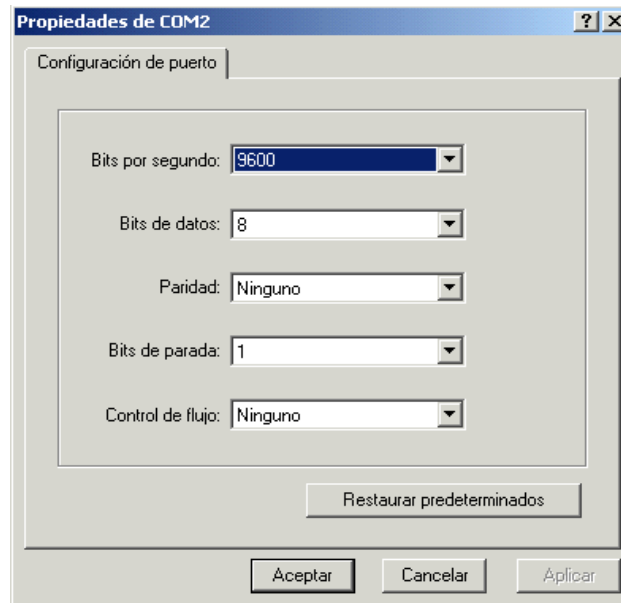 Propiedades de COM2
Configuración de puerto
Bits por segundo: 9600
Bits de datos: 8
Paridad: Ninguno
Bits de parada: 1
Control de flujo: Ninguno
Restaurar predeterminados
Aceptar Cancelar Aplicar